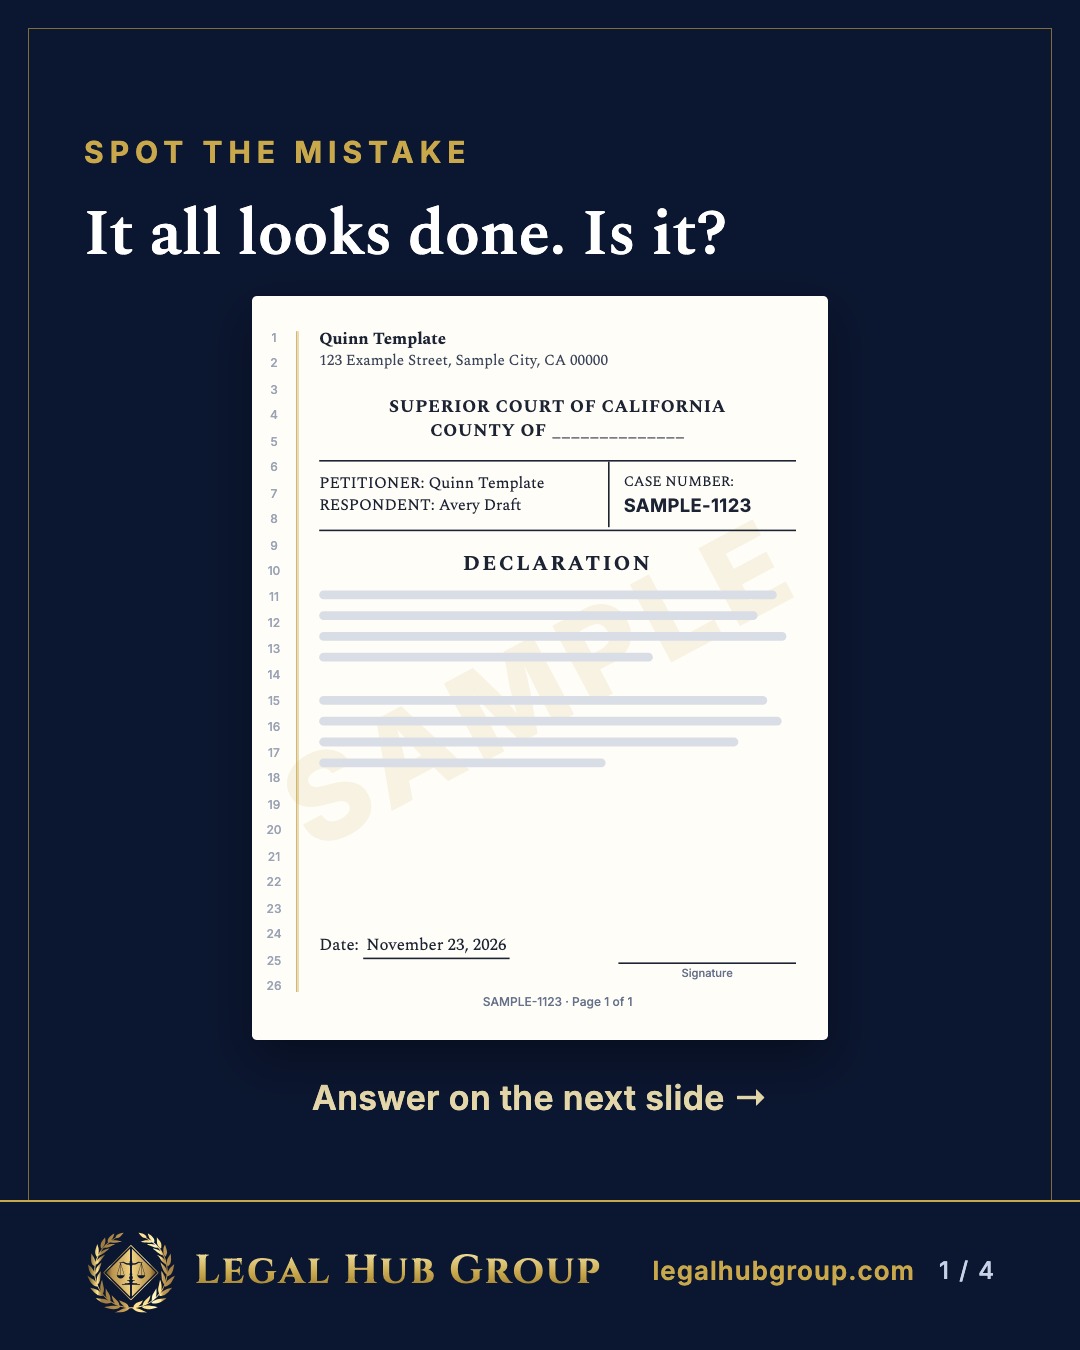 SPOT THE MISTAKE
It all looks done. Is it?
1
2
3
4
5
6
7
8
9
10
11
12
13
14
15
16
17
18
19
20
21
22
23
24
25
26
Quinn Template
123 Example Street, Sample City, CA 00000
SUPERIOR COURT OF CALIFORNIA
COUNTY OF ______________
PETITIONER: Quinn Template
RESPONDENT: Avery Draft
CASE NUMBER:
SAMPLE-1123
DECLARATION
SAMPLE
Date: November 23, 2026
Signature
SAMPLE-1123 · Page 1 of 1
Answer on the next slide →
LEGAL HUB GROUP
legalhubgroup.com 1 / 4